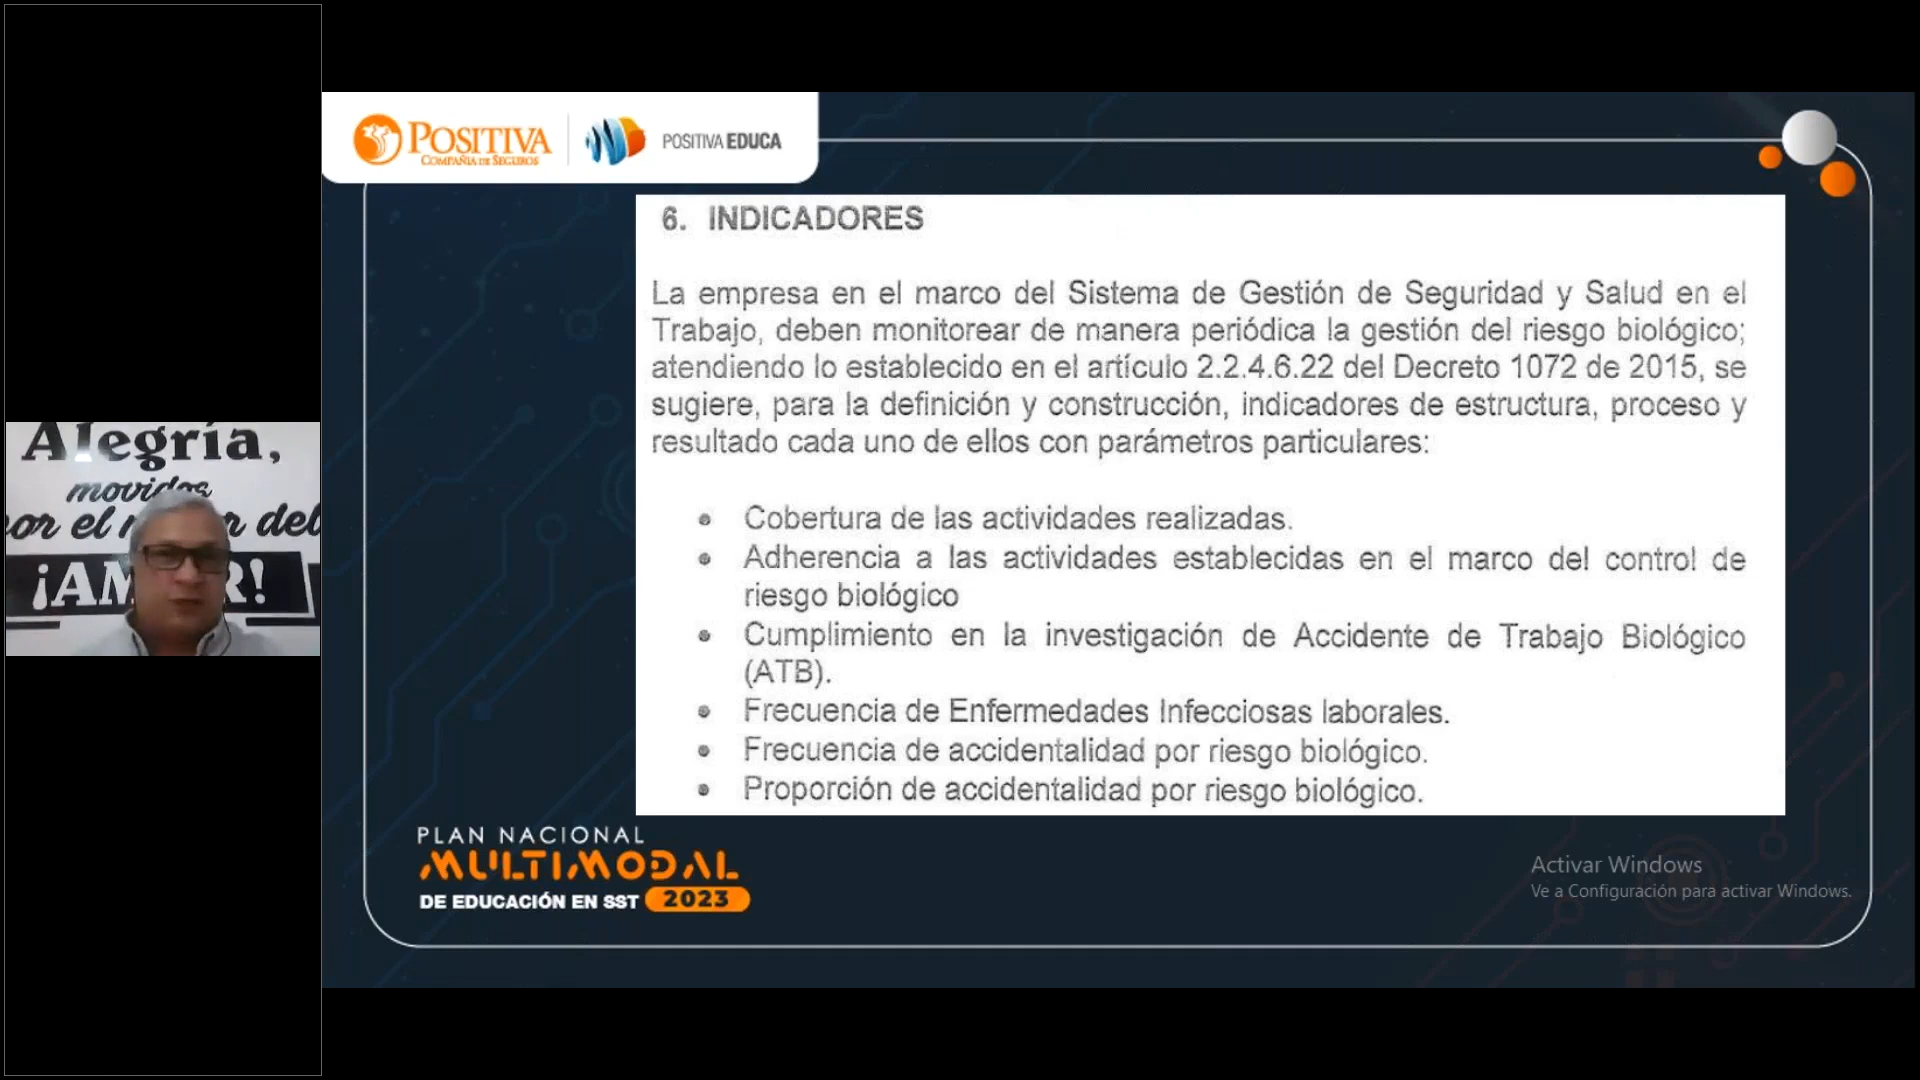 Alegría,
movidos
por el
del
POSITIVA
COMPAÑIA DE SEGUROS
POSITIVA EDUCA
6. INDICADORES
La empresa en el marco del Sistema de Gestión de Seguridad y Salud en el
Trabajo, deben monitorear de manera periódica la gestión del riesgo biológico;
atendiendo lo establecido en el artículo 2.2.4.6.22 del Decreto 1072 de 2015, se
sugiere, para la definición y construcción, indicadores de estructura, proceso y
resultado cada uno de ellos con parámetros particulares:
• Cobertura de las actividades realizadas.
• Adherencia a las actividades establecidas en el marco del control de
riesgo biológico
• Cumplimiento en la investigación de Accidente de Trabajo Biológico
(ATB).
• Frecuencia de Enfermedades Infecciosas laborales.
• Frecuencia de accidentalidad por riesgo biológico.
• Proporción de accidentalidad por riesgo biológico.
PLAN NACIONAL
MULTIMODAL
DE EDUCACIÓN EN SST 2023
Activar Windows
Ve a Configuración para activar Windows.